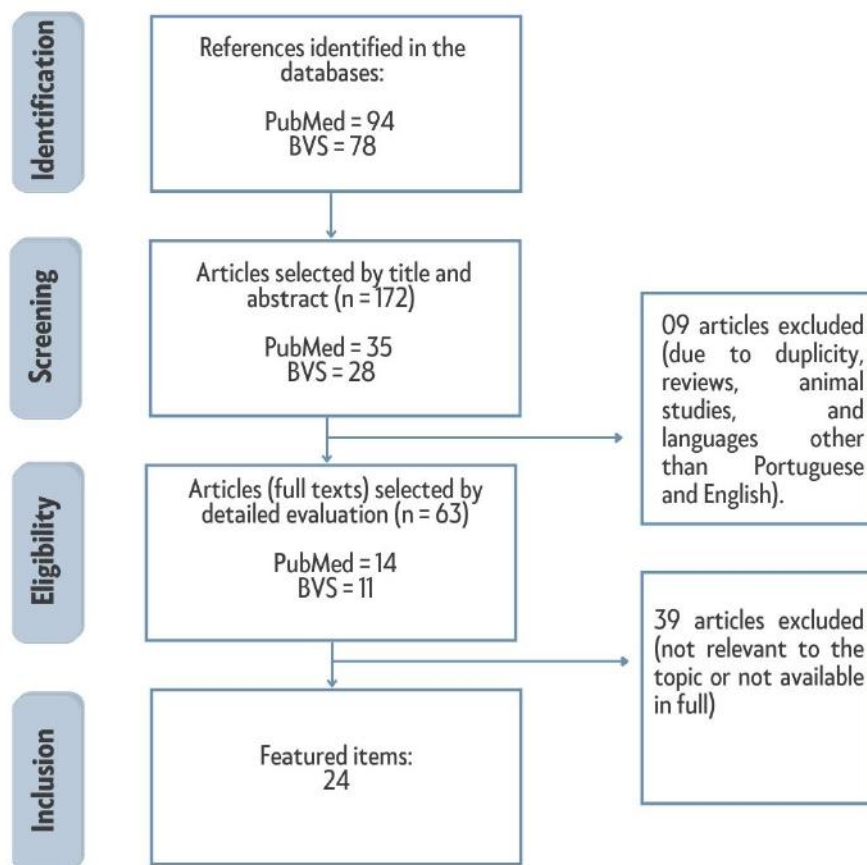 Identification
References identified in the
databases:
PubMed = 94
BVS = 78
Screening
Articles selected by title and
abstract (n = 172)
PubMed = 35
BVS = 28
09 articles excluded
(due to duplicity,
reviews, animal
studies, and
languages other
than Portuguese
and English).
Eligibility
Articles (full texts) selected by
detailed evaluation (n = 63)
PubMed = 14
BVS = 11
39 articles excluded
(not relevant to the
topic or not available
in full)
Inclusion
Featured items:
24